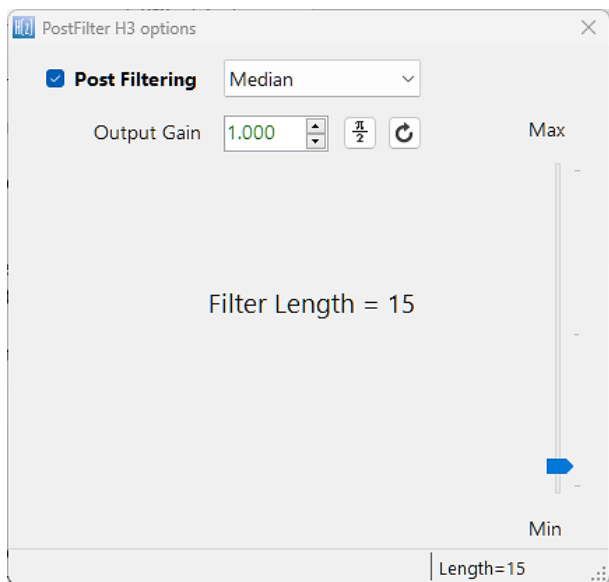 H(z) PostFilter H3 options
Post Filtering Median
Output Gain 1.000 π/2
Max
Filter Length = 15
Min
Length=15